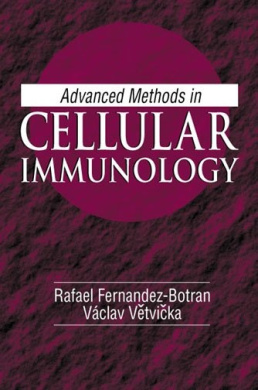 Advanced Methods in
CELLULAR
IMMUNOLOGY
Rafael Fernandez-Botran
Václav Větvička